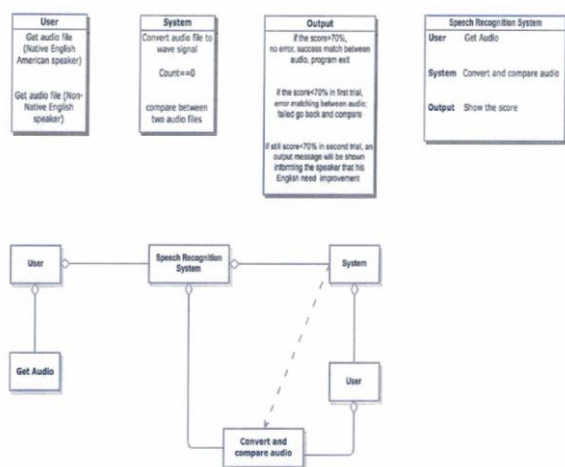 User
Get audio file
(Native English
American speaker)
Get audio file (Non-
Native English
speaker)
System
Convert audio file to
wave signal
Count==0
compare between
two audio files
Output
if the score>70%,
no error, success match between
audio, program exit
if the score<70% in first trial,
error matching between audio;
failed go back and compare
if still score<70% in second trial, an
output message will be shown
informing the speaker that his
English need improvement
Speech Recognition System
User Get Audio
System Convert and compare audio
Output Show the score
User
Speech Recognition
System
System
Get Audio
User
Convert and
compare audio